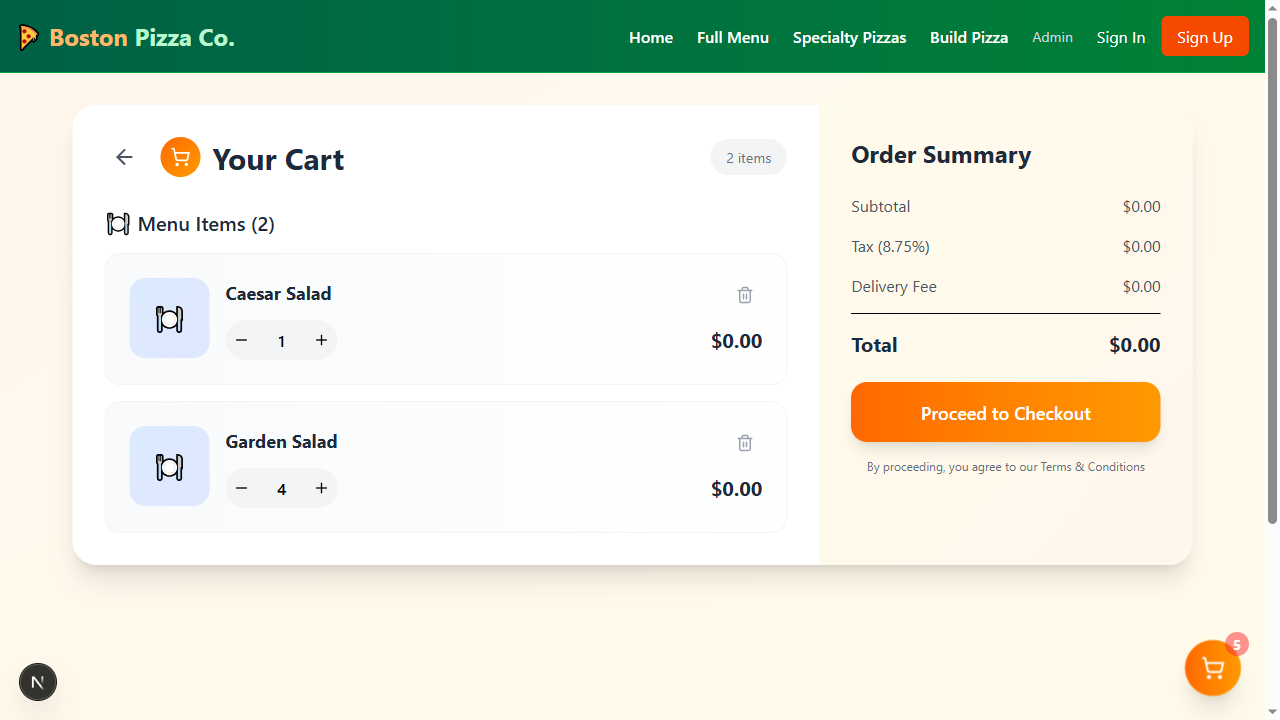 Boston Pizza Co.
Home
Full Menu
Specialty Pizzas
Build Pizza
Admin
Sign In
Sign Up
Your Cart
2 items
Menu Items (2)
Caesar Salad
1
$0.00
Garden Salad
4
$0.00
Order Summary
Subtotal $0.00
Tax (8.75%) $0.00
Delivery Fee $0.00
Total $0.00
Proceed to Checkout
By proceeding, you agree to our Terms & Conditions
N
5